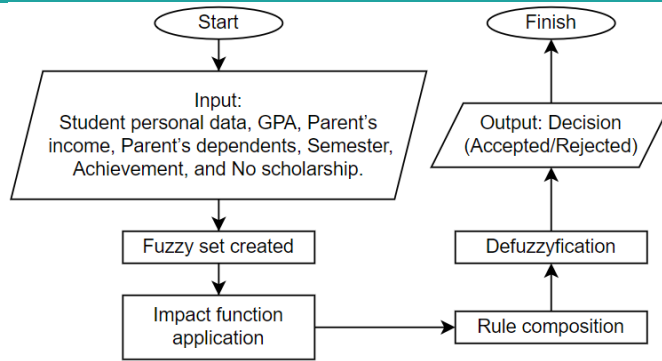 Start
Input:
Student personal data, GPA, Parent's
income, Parent's dependents, Semester,
Achievement, and No scholarship.
Fuzzy set created
Impact function
application
Rule composition
Defuzzyfication
Output: Decision
(Accepted/Rejected)
Finish